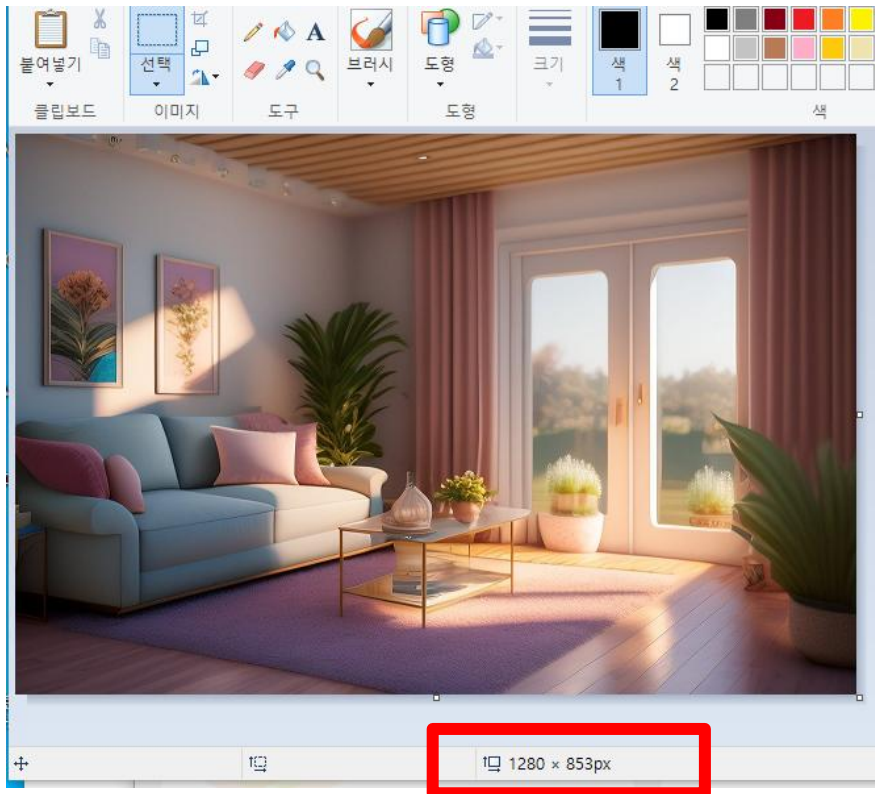 붙여넣기
선택
브러시
도형
크기
색
1
색
2
클립보드
이미지
도구
도형
색
A
1280 × 853px